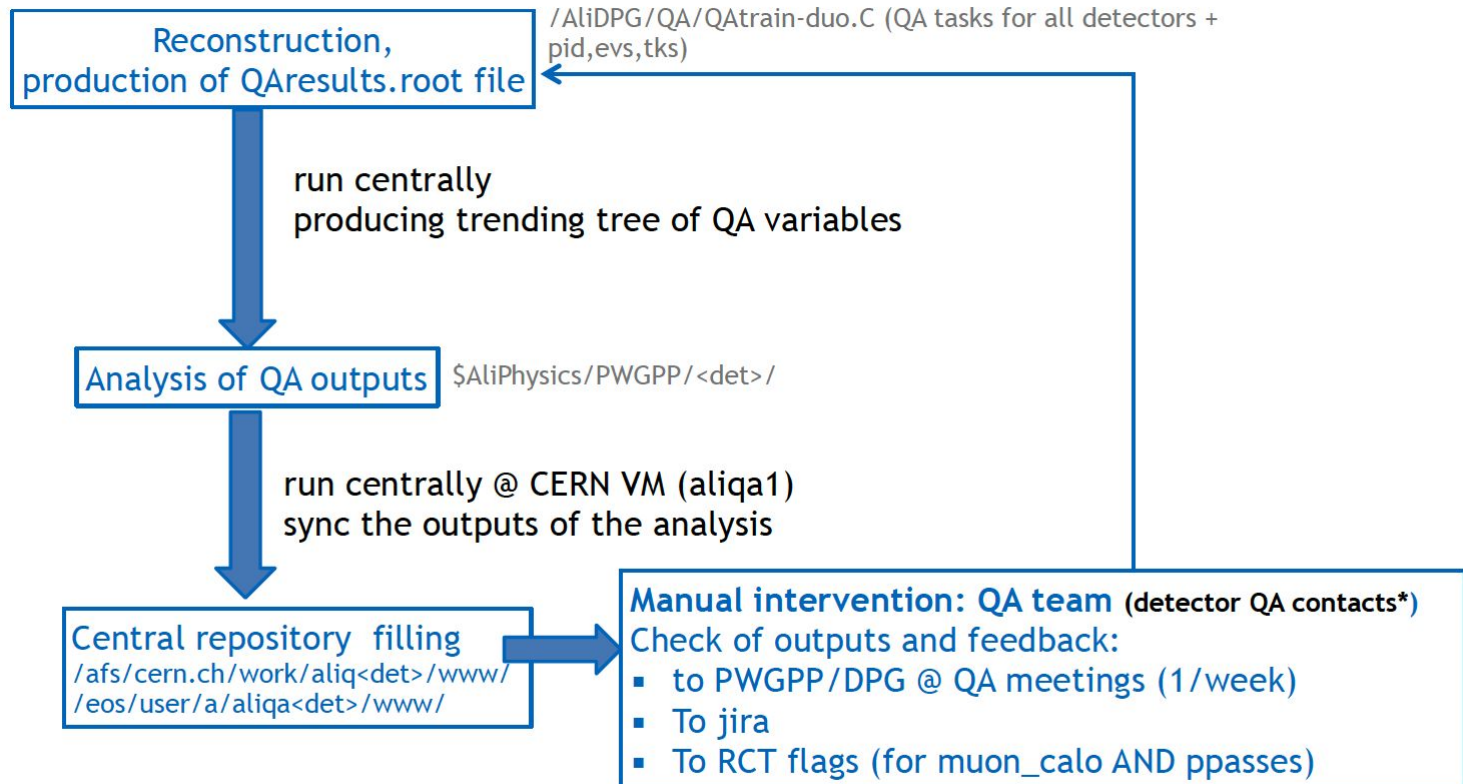 Reconstruction,
production of QAresults.root file
/AliDPG/QA/QAtrain-duo.C (QA tasks for all detectors +
pid,evs,tks)
run centrally
producing trending tree of QA variables
Analysis of QA outputs
$AliPhysics/PWGPP/<det>/
run centrally @ CERN VM (aliqa1)
sync the outputs of the analysis
Central repository filling
/afs/cern.ch/work/aliq<det>/www/
/eos/user/a/aliqa<det>/www/
Manual intervention: QA team (detector QA contacts*)
Check of outputs and feedback:
▪ to PWGPP/DPG @ QA meetings (1/week)
▪ To jira
▪ To RCT flags (for muon_calo AND ppasses)